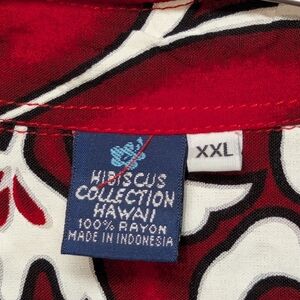 XXL
HIBISCUS
COLLECTION
HAWAII
100% RAYON
MADE IN INDONESIA